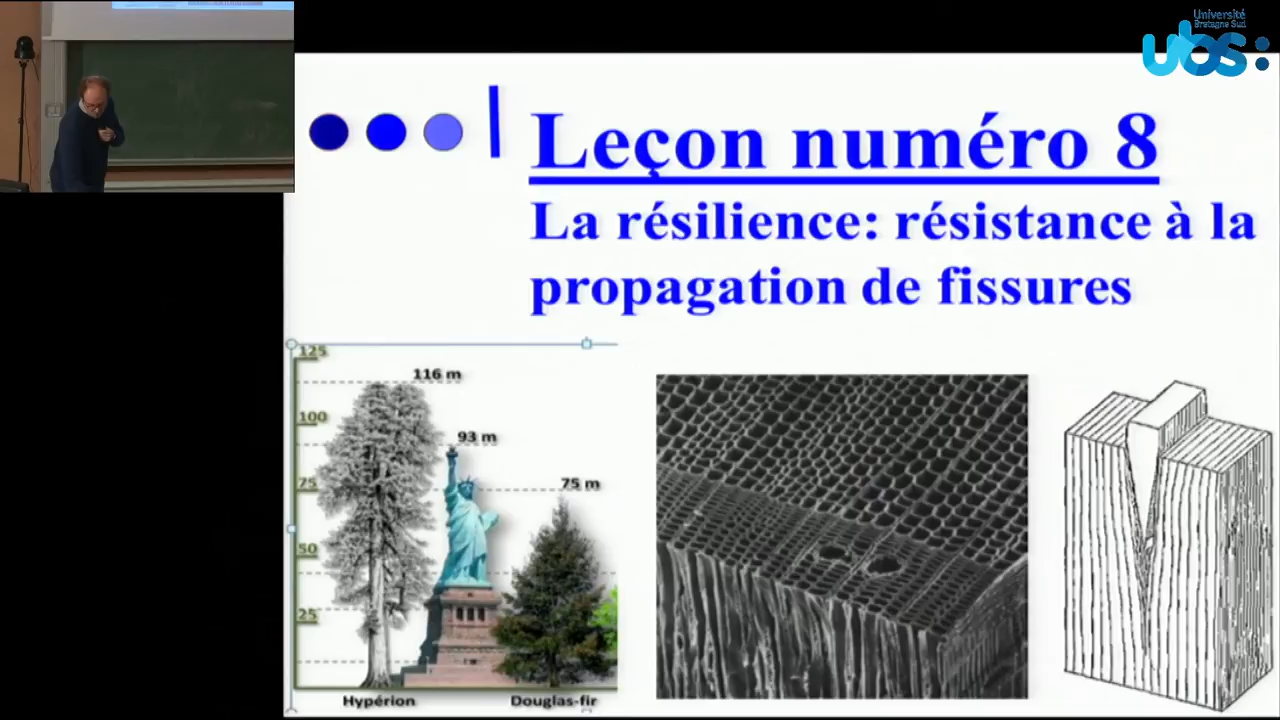 Université
Bretagne Sud
ubs:
Leçon numéro 8
La résilience: résistance à la
propagation de fissures
125
116 m
100
93 m
75
75 m
50
25
Hypérion
Douglas-fir